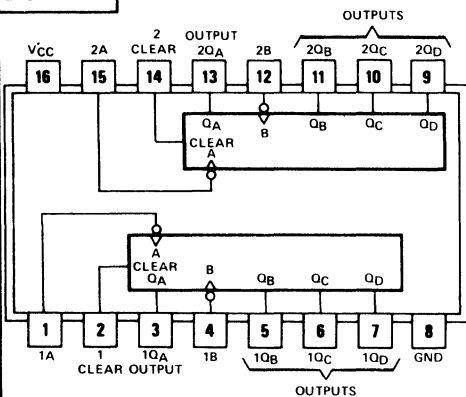 OUTPUTS
2 OUTPUT
VCC 2A CLEAR 2QA 2B 2QB 2QC 2QD
16 15 14 13 12 11 10 9
QA B QB QC QD
CLEAR
A
A
CLEAR B QB QC QD
QA
1 2 3 4 5 6 7 8
1A 1 1QA 1B 1QB 1QC 1QD GND
CLEAR OUTPUT
OUTPUTS